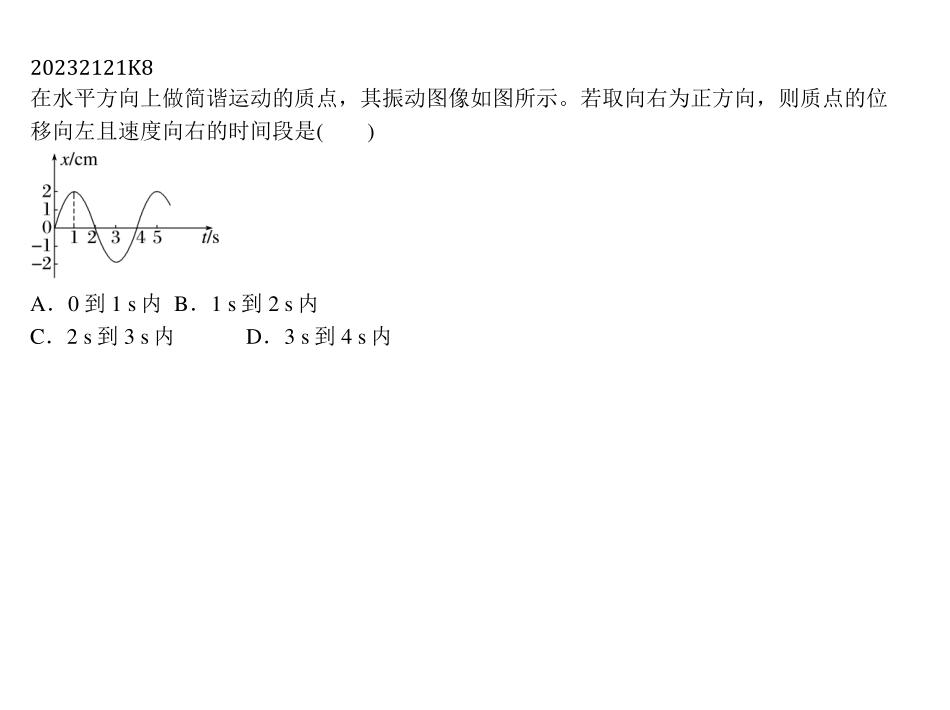 20232121K8
在水平方向上做简谐运动的质点，其振动图像如图所示。若取向右为正方向，则质点的位
移向左且速度向右的时间段是(　　)
x/cm
2
1
0
1 2 3 4 5 t/s
−1
−2
A．0 到 1 s 内 B．1 s 到 2 s 内
C．2 s 到 3 s 内 D．3 s 到 4 s 内